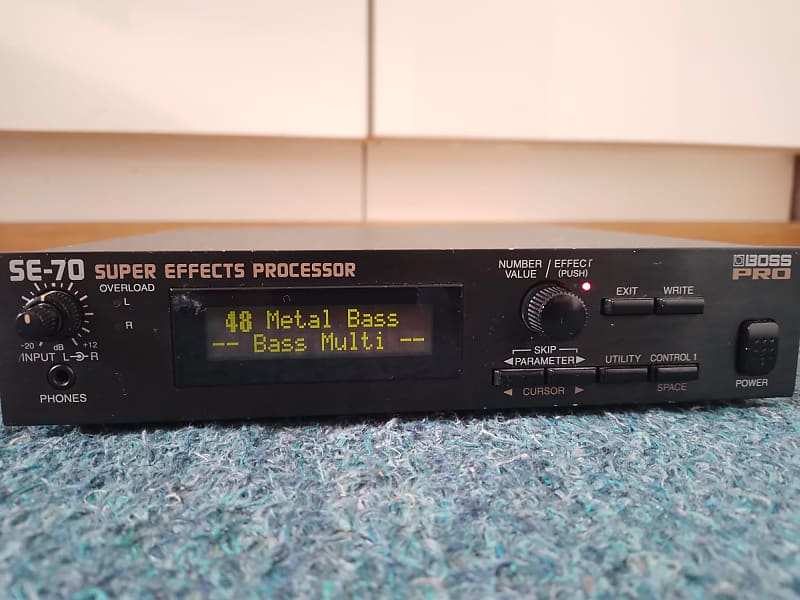 SE-70 SUPER EFFECTS PROCESSOR
OVERLOAD
L
R
-20 dB +12
INPUT L R
PHONES
48 Metal Bass
-- Bass Multi --
NUMBER / EFFECT
VALUE (PUSH)
EXIT WRITE
SKIP
◀PARAMETER▶
◀ CURSOR ▶
UTILITY CONTROL 1
SPACE
BOSS
PRO
POWER